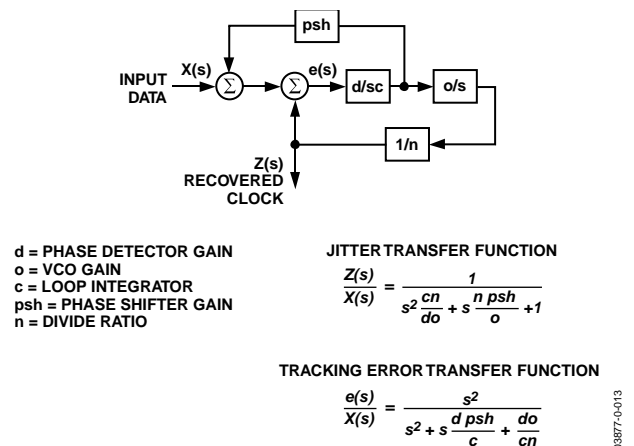 psh
X(s)
e(s)
INPUT
DATA
Σ
Σ
d/sc
o/s
1/n
Z(s)
RECOVERED
CLOCK
d = PHASE DETECTOR GAIN
o = VCO GAIN
c = LOOP INTEGRATOR
psh = PHASE SHIFTER GAIN
n = DIVIDE RATIO
JITTER TRANSFER FUNCTION
Z(s)/X(s) = 1/(s² cn/do + s n psh/o + 1)
TRACKING ERROR TRANSFER FUNCTION
e(s)/X(s) = s²/(s² + s d psh/c + do/cn)
03877-0-013